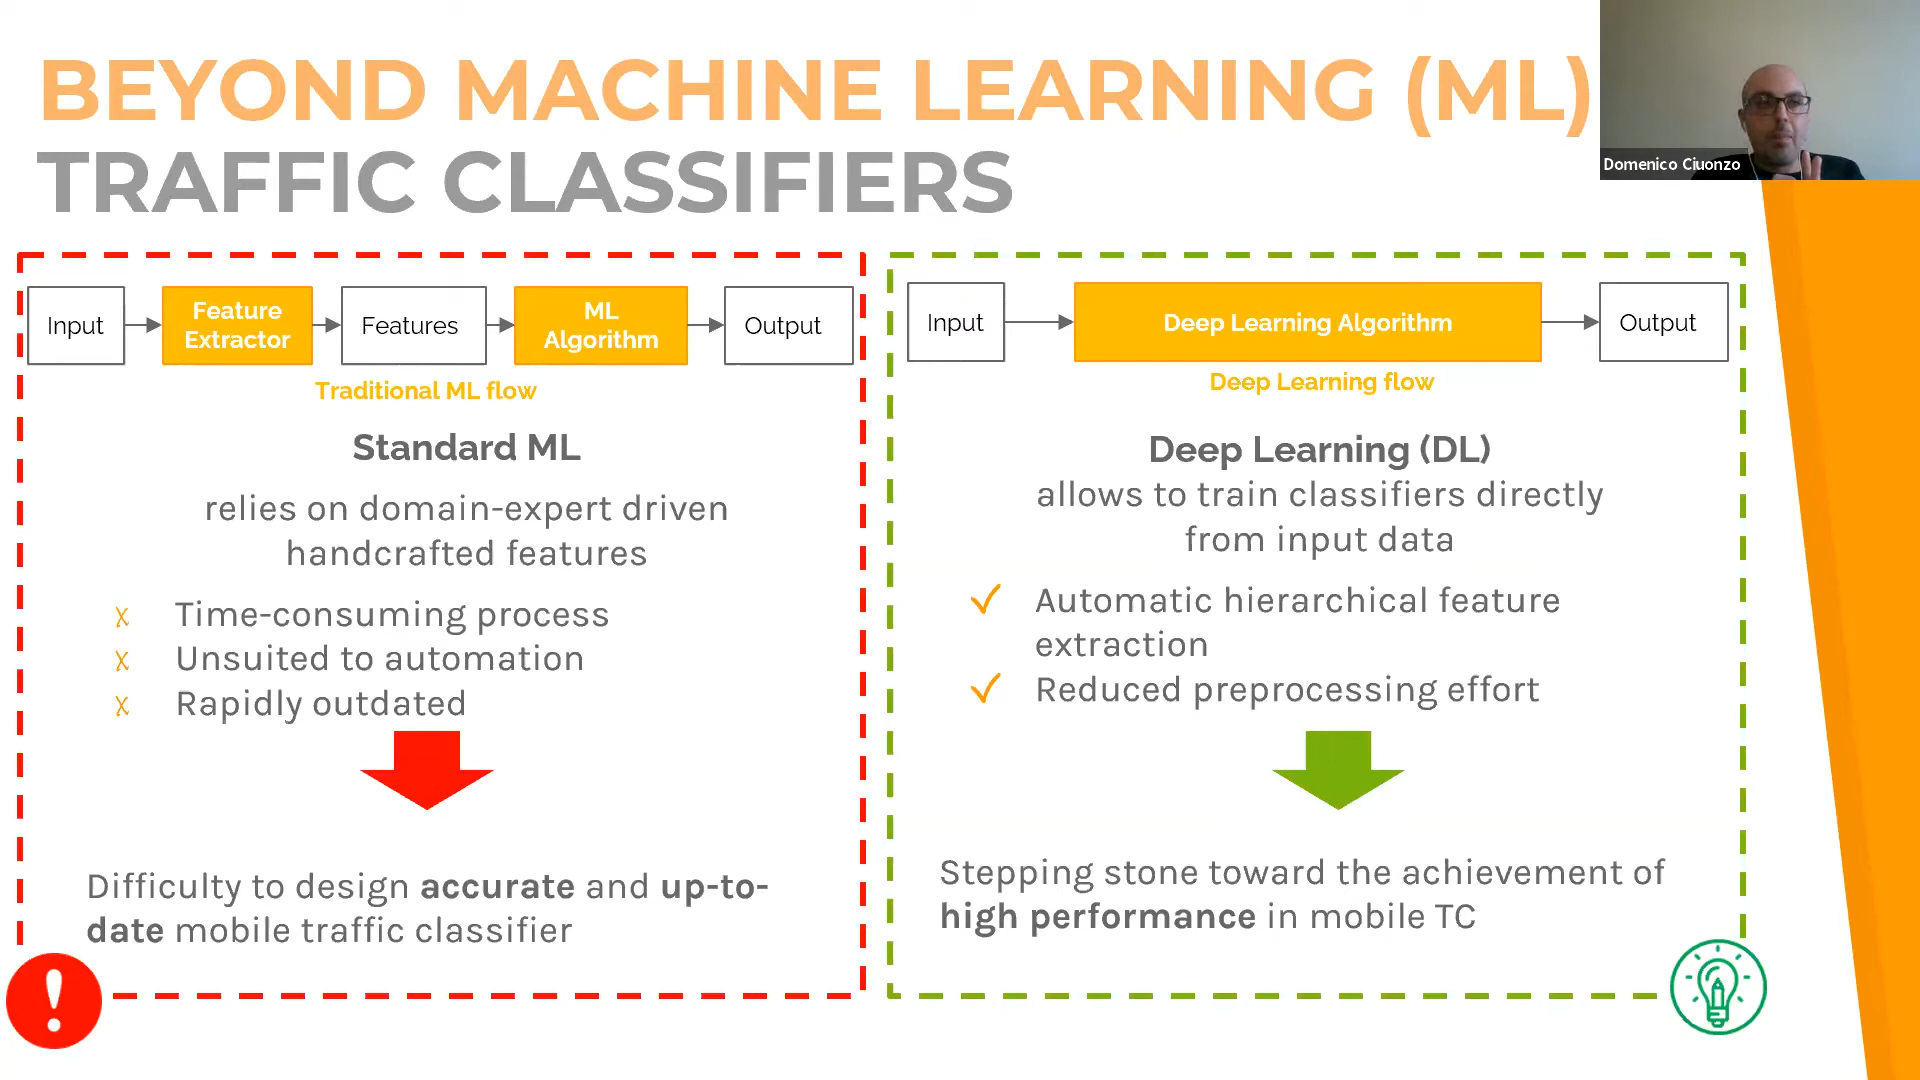 BEYOND MACHINE LEARNING (ML)
TRAFFIC CLASSIFIERS
Domenico Ciuonzo
Input
Feature
Extractor
Features
ML
Algorithm
Output
Traditional ML flow
Standard ML
relies on domain-expert driven
handcrafted features
x Time-consuming process
x Unsuited to automation
x Rapidly outdated
Difficulty to design accurate and up-to-
date mobile traffic classifier
Input
Deep Learning Algorithm
Output
Deep Learning flow
Deep Learning (DL)
allows to train classifiers directly
from input data
✓ Automatic hierarchical feature
extraction
✓ Reduced preprocessing effort
Stepping stone toward the achievement of
high performance in mobile TC